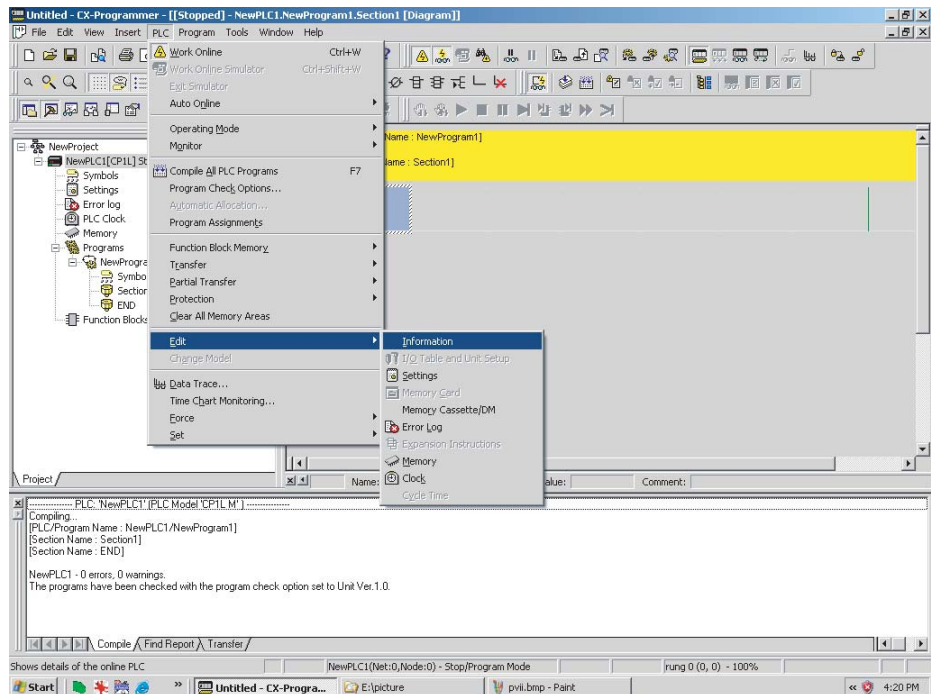 Untitled - CX-Programmer - [[Stopped] - NewPLC1.NewProgram1.Section1 [Diagram]]
File Edit View Insert PLC Program Tools Window Help
Work Online Ctrl+W
Work Online Simulator Ctrl+Shift+W
Exit Simulator
Auto Online
Operating Mode
Monitor
Compile All PLC Programs F7
Program Check Options...
Automatic Allocation...
Program Assignments
Function Block Memory
Transfer
Partial Transfer
Protection
Clear All Memory Areas
Edit
Change Model
Data Trace...
Time Chart Monitoring...
Force
Set
Information
I/O Table and Unit Setup
Settings
Memory Card
Memory Cassette/DM
Error Log
Expansion Instructions
Memory
Clock
Cycle Time
NewProject
NewPLC1[CP1L] St
Symbols
Settings
Error log
PLC Clock
Memory
Programs
NewProgra
Symbo
Section
END
Function Blocks
Name : NewProgram1]
Name : Section1]
Project
Name:
alue:
Comment:
--------------- PLC: 'NewPLC1' (PLC Model 'CP1L M' ) ---------------
Compiling...
[PLC/Program Name : NewPLC1/NewProgram1]
[Section Name : Section1]
[Section Name : END]
NewPLC1 - 0 errors, 0 warnings.
The programs have been checked with the program check option set to Unit Ver.1.0.
Compile Find Report Transfer
Shows details of the online PLC
NewPLC1(Net:0,Node:0) - Stop/Program Mode
rung 0 (0, 0) - 100%
Start
Untitled - CX-Progra...
E:\picture
pvii.bmp - Paint
4:20 PM